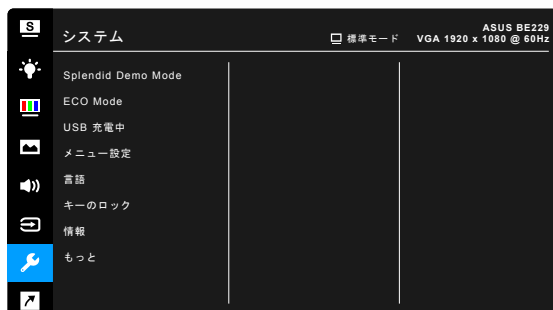 S
システム
標準モード
ASUS BE229
VGA 1920 x 1080 @ 60Hz
Splendid Demo Mode
ECO Mode
USB 充電中
メニュー設定
言語
キーのロック
情報
もっと